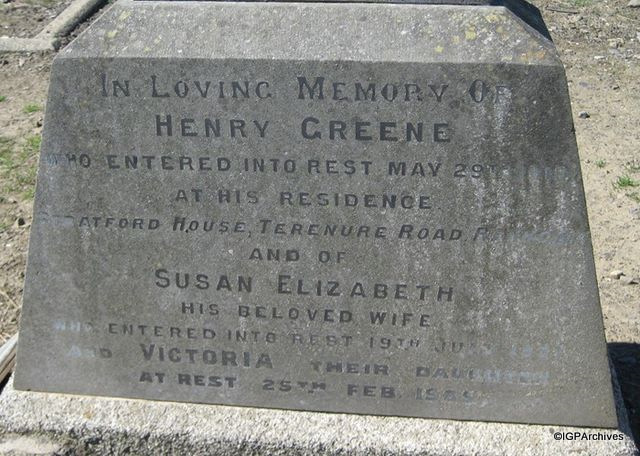 IN LOVING MEMORY OF
HENRY GREENE
WHO ENTERED INTO REST MAY 29TH
AT HIS RESIDENCE
STRATFORD HOUSE, TERENURE ROAD,
AND OF
SUSAN ELIZABETH
HIS BELOVED WIFE
WHO ENTERED INTO REST 19TH
AND VICTORIA THEIR DAUGHTER
AT REST 25TH FEB.
©IGPArchives